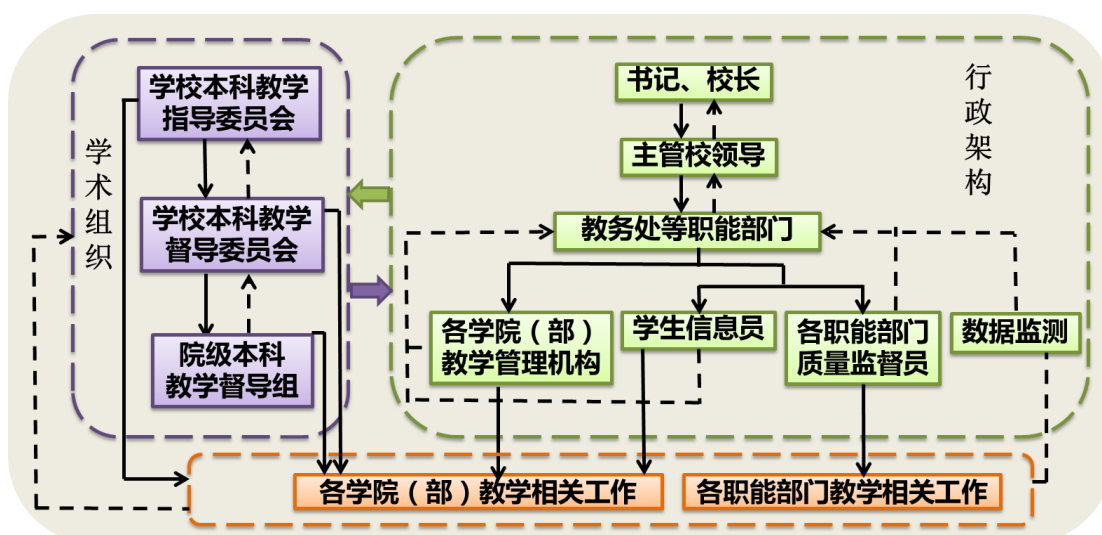 学术组织
学校本科教学
指导委员会
学校本科教学
督导委员会
院级本科
教学督导组
行政架构
书记、校长
主管校领导
教务处等职能部门
各学院（部）
教学管理机构
学生信息员
各职能部门
质量监督员
数据监测
各学院（部）教学相关工作
各职能部门教学相关工作